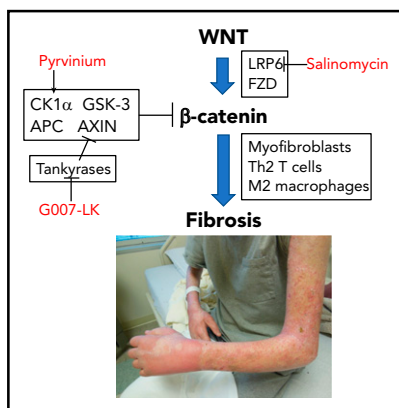 WNT
Pyrvinium
LRP6
FZD
Salinomycin
CK1α GSK-3
APC AXIN
β-catenin
Tankyrases
Myofibroblasts
Th2 T cells
M2 macrophages
G007-LK
Fibrosis